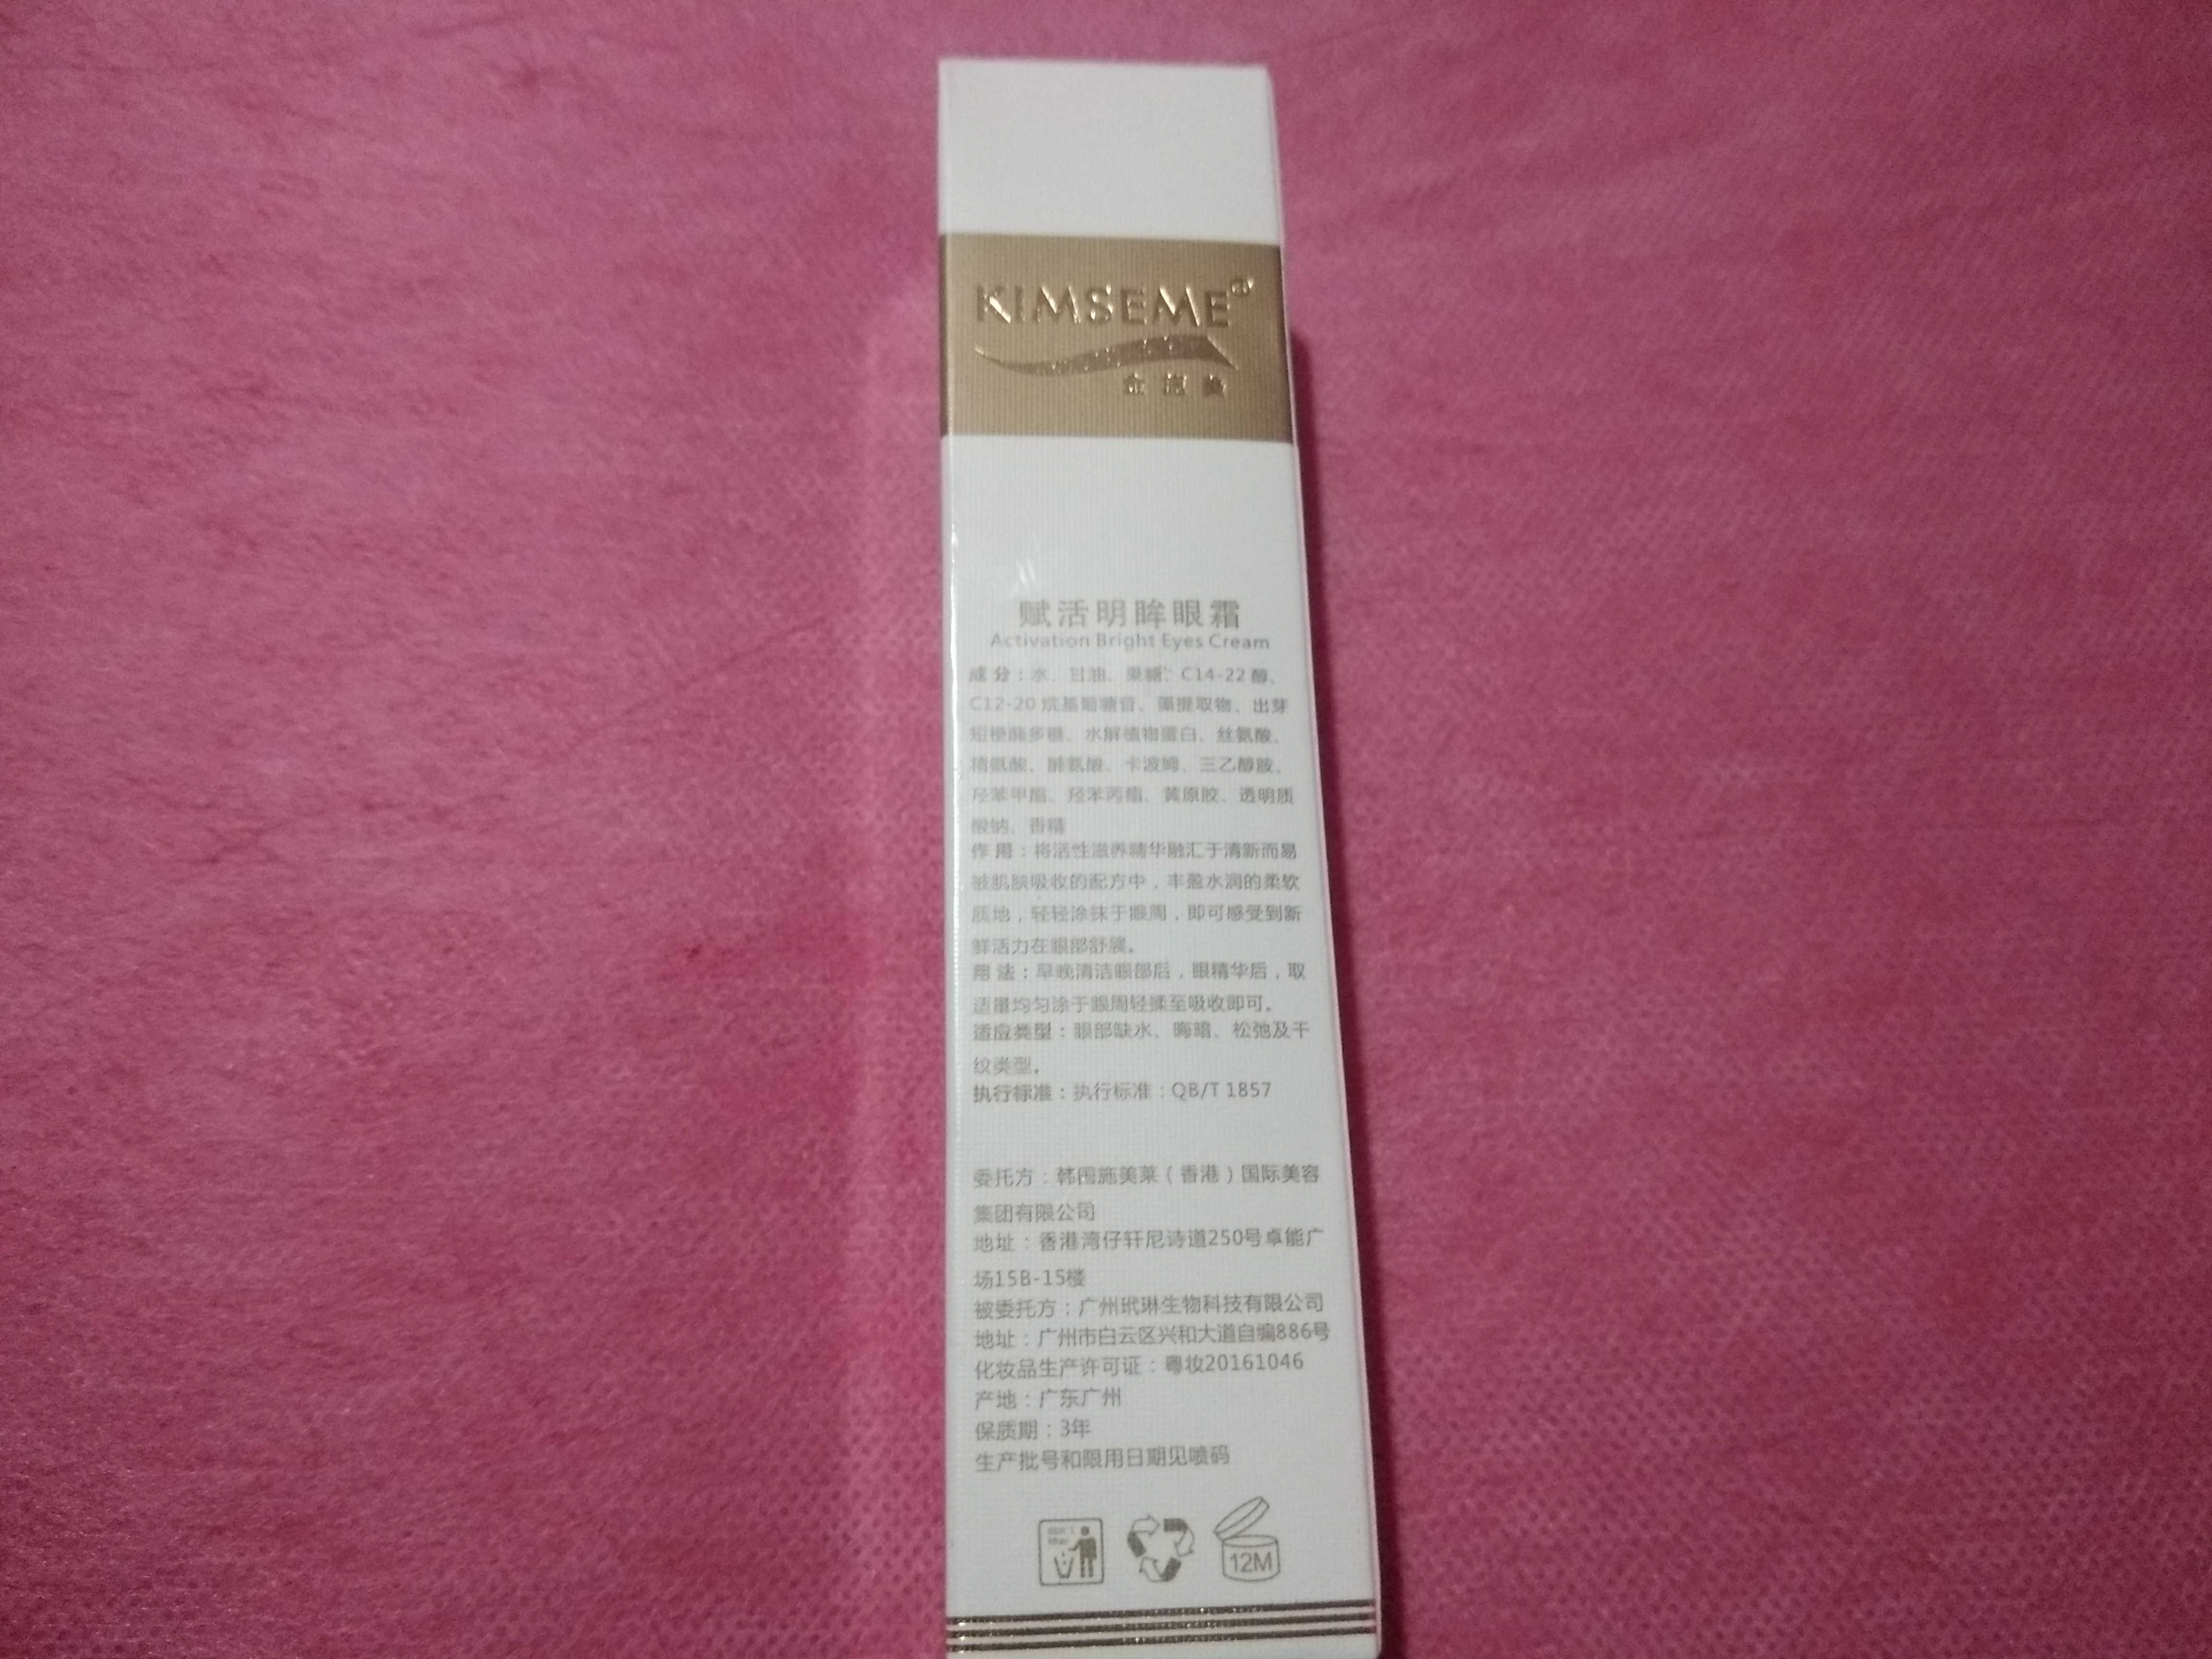 KIMSEME®
金施美
赋活明眸眼霜
Activation Bright Eyes Cream
成分：水、甘油、果糖、C14-22 醇、
C12-20 烷基葡糖苷、藻提取物、出芽
短梗酶多糖、水解植物蛋白、丝氨酸、
精氨酸、脯氨酸、卡波姆、三乙醇胺、
羟苯甲酯、羟苯丙酯、黄原胶、透明质
酸钠、香精
作用：将活性滋养精华融汇于清新而易
被肌肤吸收的配方中，丰盈水润的柔软
质地，轻轻涂抹于眼周，即可感受到新
鲜活力在眼部舒展。
用法：早晚清洁眼部后，眼精华后，取
适量均匀涂于眼周轻揉至吸收即可。
适应类型：眼部缺水、晦暗、松弛及干
纹类型。
执行标准：执行标准：QB/T 1857
委托方：韩国施美莱（香港）国际美容
集团有限公司
地址：香港湾仔轩尼诗道250号卓能广
场15B-15楼
被委托方：广州玳琳生物科技有限公司
地址：广州市白云区兴和大道自编886号
化妆品生产许可证：粤妆20161046
产地：广东广州
保质期：3年
生产批号和限用日期见喷码
12M